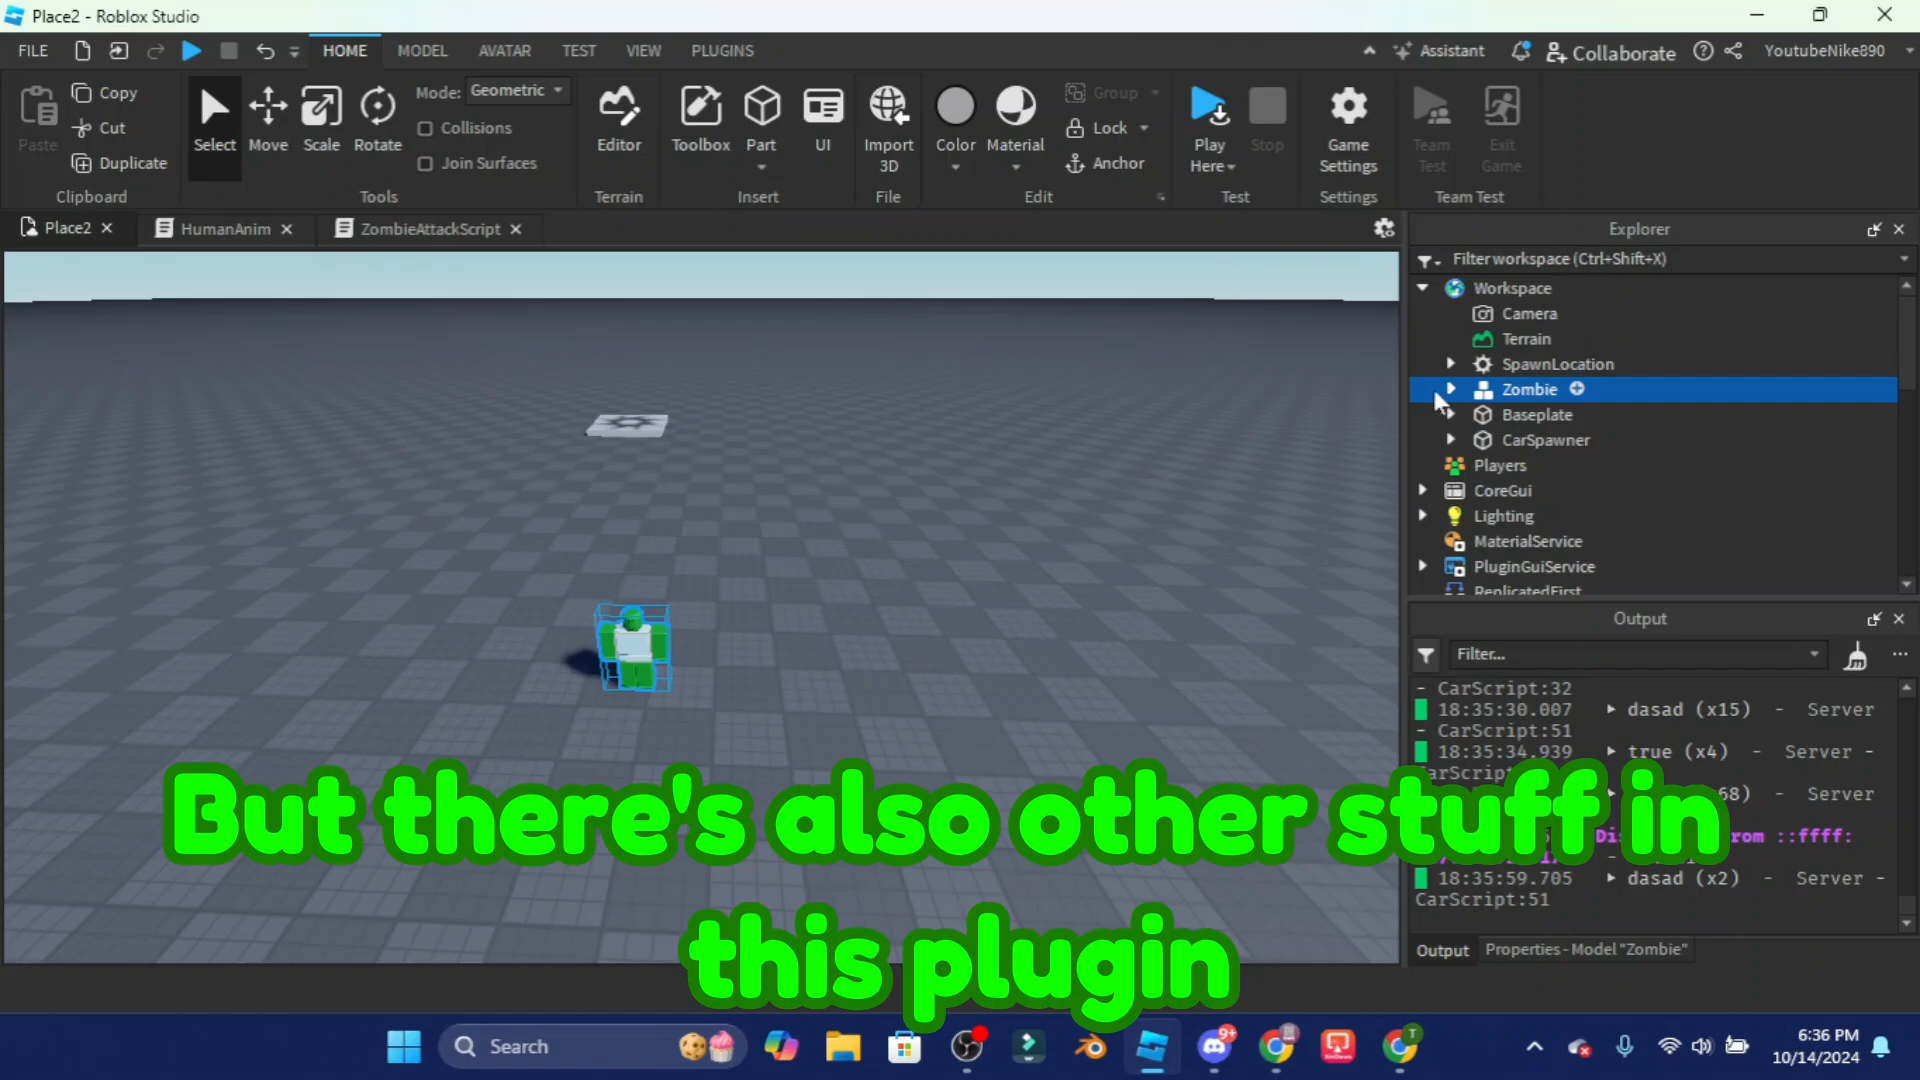 Place2 - Roblox Studio
FILE HOME MODEL AVATAR TEST VIEW PLUGINS Assistant Collaborate YoutubeNike890
Paste Copy Cut Duplicate
Clipboard
Select Move Scale Rotate
Mode: Geometric
Collisions
Join Surfaces
Tools
Editor
Terrain
Toolbox Part UI
Insert
Import 3D
File
Color Material
Group
Lock
Anchor
Edit
Play Here Stop
Test
Game Settings
Settings
Team Test Exit Game
Team Test
Place2 HumanAnim ZombieAttackScript
Explorer
Filter workspace (Ctrl+Shift+X)
Workspace
Camera
Terrain
SpawnLocation
Zombie
Baseplate
CarSpawner
Players
CoreGui
Lighting
MaterialService
PluginGuiService
ReplicatedFirst
Output
Filter...
- CarScript:32
18:35:30.007 dasad (x15) - Server
- CarScript:51
18:35:34.939 true (x4) - Server -
68) - Server
rom ::ffff:
18:35:59.705 dasad (x2) - Server -
CarScript:51
Output Properties - Model "Zombie"
But there's also other stuff in
this plugin
Search
9+
T
6:36 PM
10/14/2024